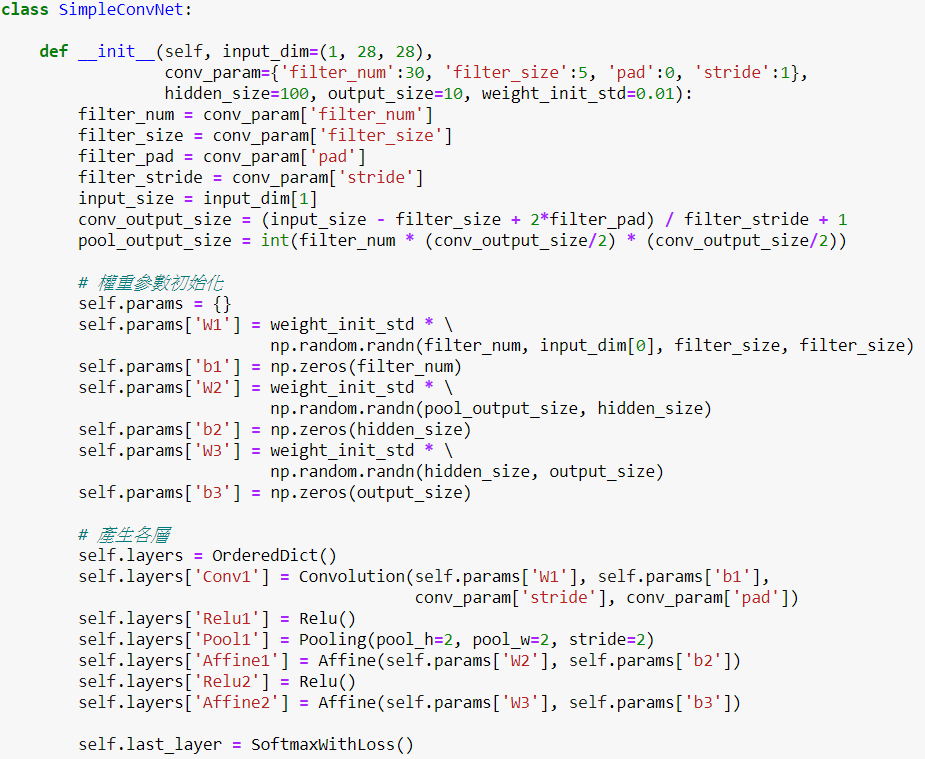 class SimpleConvNet:
def __init__(self, input_dim=(1, 28, 28),
conv_param={'filter_num':30, 'filter_size':5, 'pad':0, 'stride':1},
hidden_size=100, output_size=10, weight_init_std=0.01):
filter_num = conv_param['filter_num']
filter_size = conv_param['filter_size']
filter_pad = conv_param['pad']
filter_stride = conv_param['stride']
input_size = input_dim[1]
conv_output_size = (input_size - filter_size + 2*filter_pad) / filter_stride + 1
pool_output_size = int(filter_num * (conv_output_size/2) * (conv_output_size/2))
# 權重參數初始化
self.params = {}
self.params['W1'] = weight_init_std * \
np.random.randn(filter_num, input_dim[0], filter_size, filter_size)
self.params['b1'] = np.zeros(filter_num)
self.params['W2'] = weight_init_std * \
np.random.randn(pool_output_size, hidden_size)
self.params['b2'] = np.zeros(hidden_size)
self.params['W3'] = weight_init_std * \
np.random.randn(hidden_size, output_size)
self.params['b3'] = np.zeros(output_size)
# 產生各層
self.layers = OrderedDict()
self.layers['Conv1'] = Convolution(self.params['W1'], self.params['b1'],
conv_param['stride'], conv_param['pad'])
self.layers['Relu1'] = Relu()
self.layers['Pool1'] = Pooling(pool_h=2, pool_w=2, stride=2)
self.layers['Affine1'] = Affine(self.params['W2'], self.params['b2'])
self.layers['Relu2'] = Relu()
self.layers['Affine2'] = Affine(self.params['W3'], self.params['b3'])
self.last_layer = SoftmaxWithLoss()